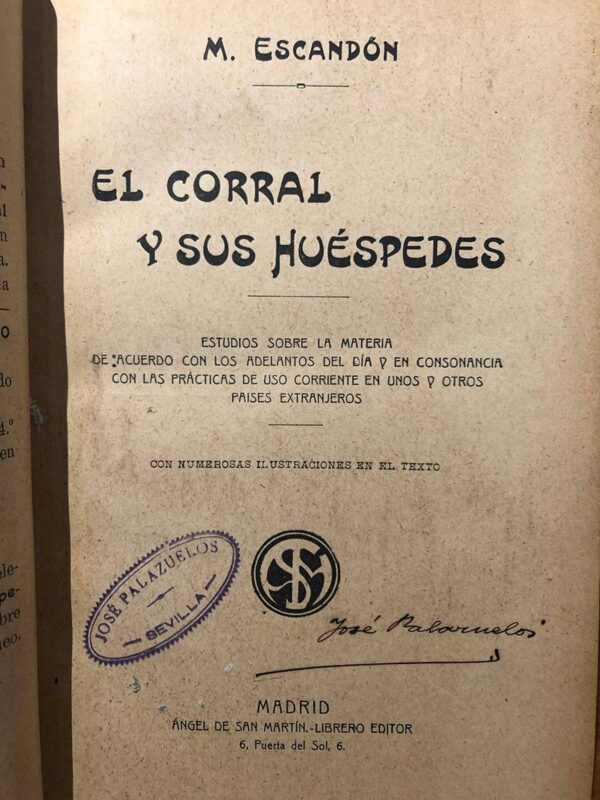 M. ESCANDÓN
EL CORRAL
Y SUS HUÉSPEDES
ESTUDIOS SOBRE LA MATERIA
DE ACUERDO CON LOS ADELANTOS DEL DÍA Y EN CONSONANCIA
CON LAS PRÁCTICAS DE USO CORRIENTE EN UNOS Y OTROS
PAISES EXTRANJEROS
CON NUMEROSAS ILUSTRACIONES EN EL TEXTO
JOSÉ PALAZUELOS
SEVILLA
José Palazuelos
MADRID
ÁNGEL DE SAN MARTÍN.-LIBRERO EDITOR
6, Puerta del Sol, 6.